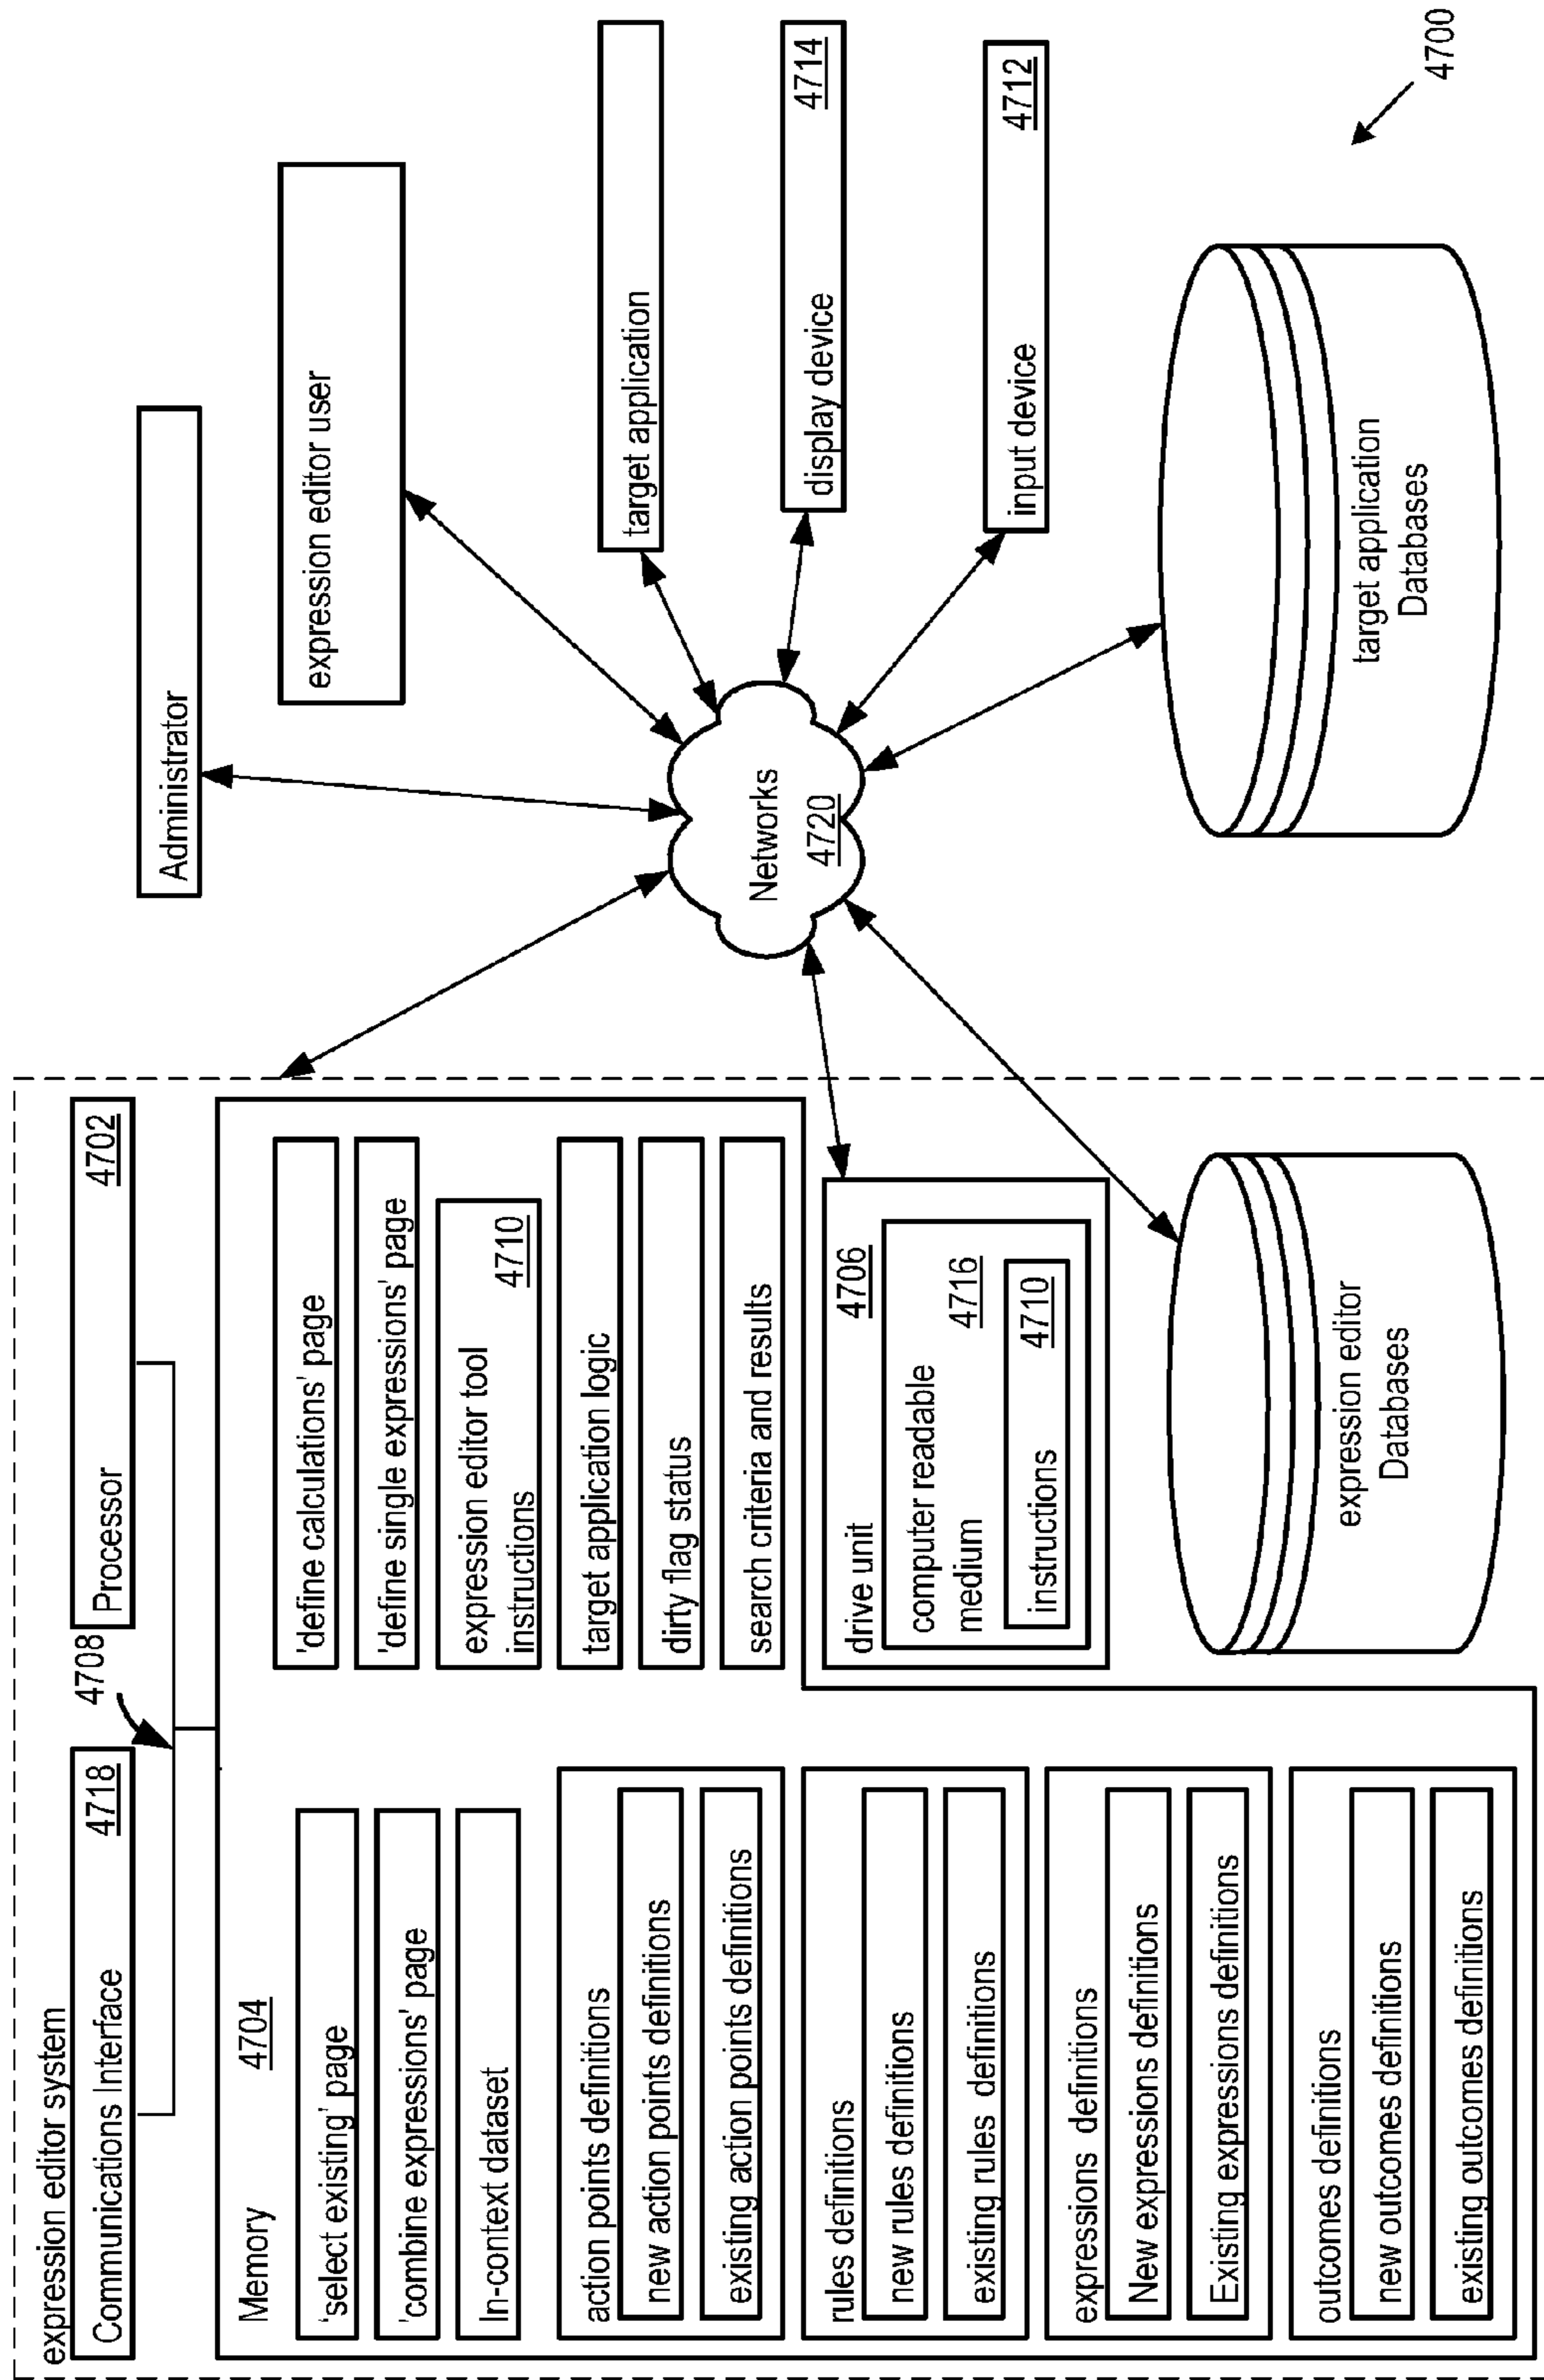 expression editor system
Communications Interface
4718
4708
Processor
4702
Memory
4704
'select existing' page
'combine expressions' page
In-context dataset
action points definitions
new action points definitions
existing action points definitions
rules definitions
new rules definitions
existing rules definitions
expressions definitions
New expressions definitions
Existing expressions definitions
outcomes definitions
new outcomes definitions
existing outcomes definitions
'define calculations' page
'define single expressions' page
expression editor tool
instructions
4710
target application logic
dirty flag status
search criteria and results
drive unit
4706
computer readable
medium
4716
instructions
4710
expression editor
Databases
Networks
4720
Administrator
expression editor user
target application
display device
4714
input device
4712
target application
Databases
4700